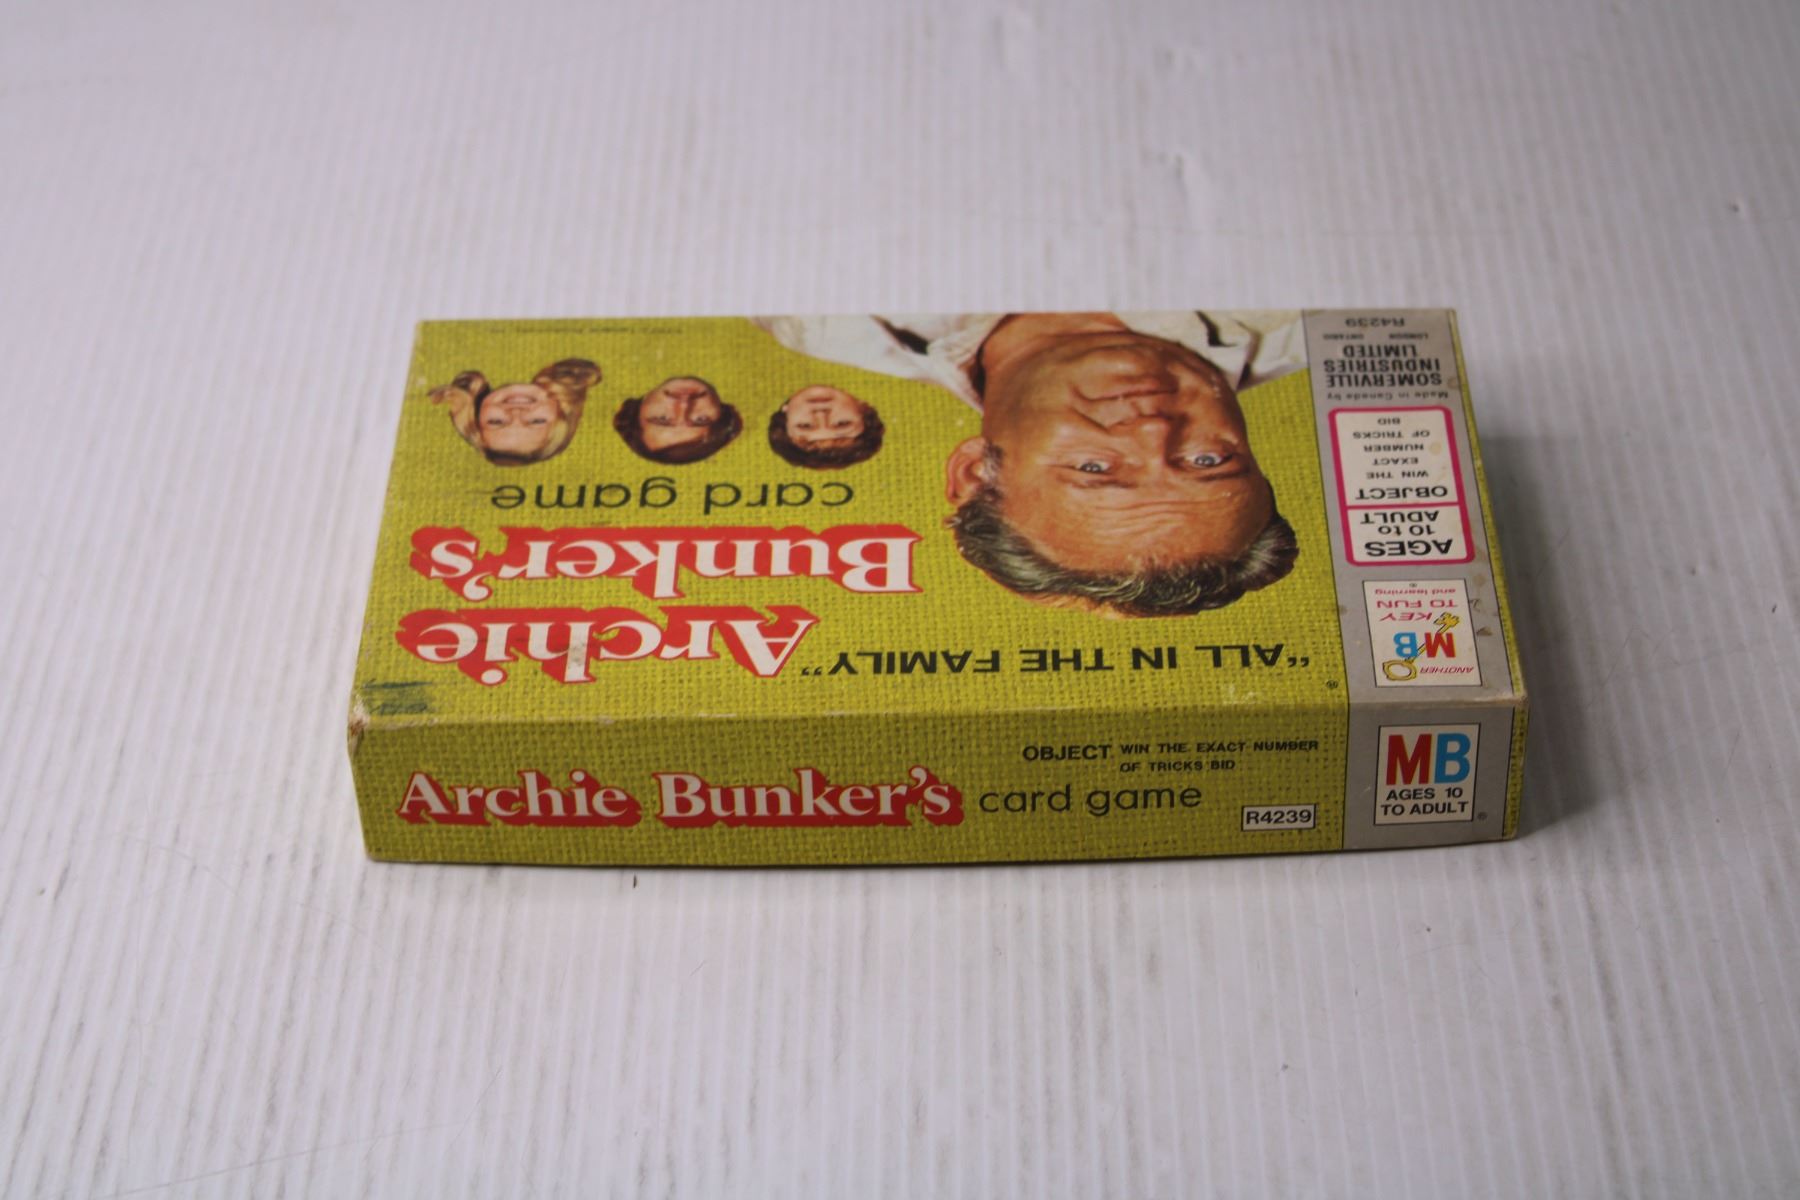 "ALL IN THE FAMILY"
®
Archie
Bunker's
card game
ANOTHER
MB
KEY
TO FUN
and learning
®
AGES
10 to
ADULT
OBJECT
WIN THE
EXACT
NUMBER
OF TRICKS
BID
Made in Canada by
SOMERVILLE
INDUSTRIES
LIMITED
LONDON ONTARIO
R4239
Archie Bunker's card game
OBJECT WIN THE EXACT NUMBER
OF TRICKS BID
R4239
MB
AGES 10
TO ADULT
®